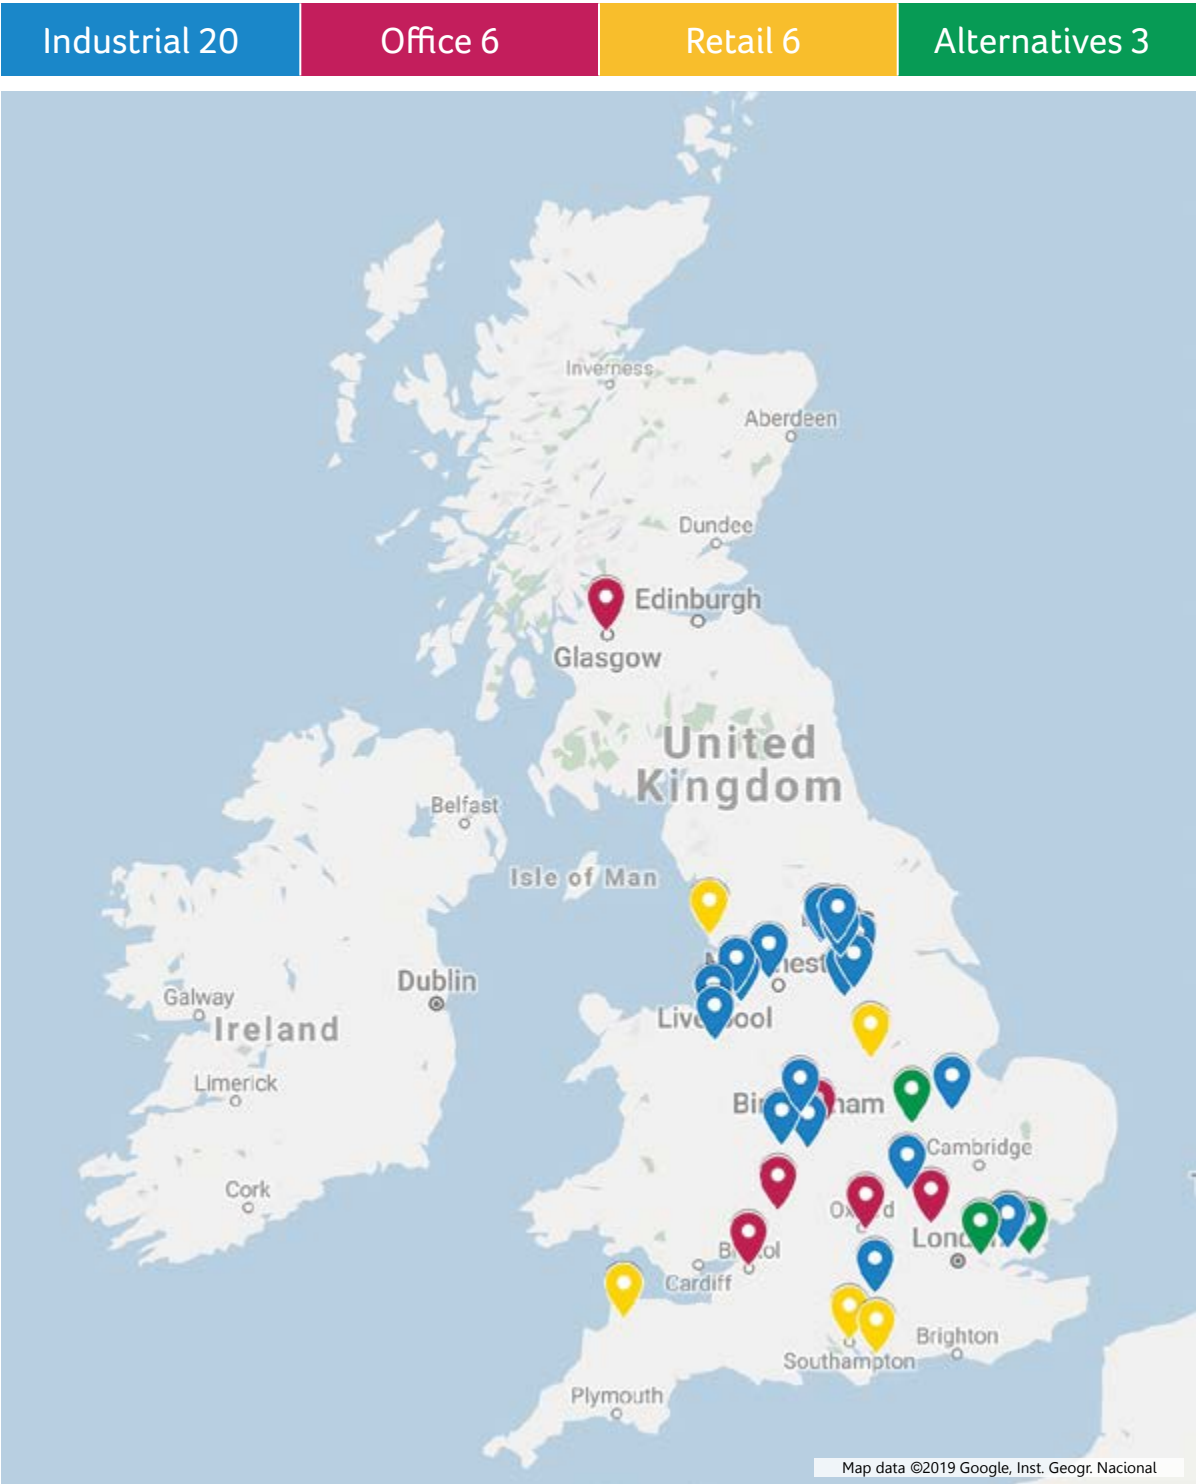 Industrial 20
Office 6
Retail 6
Alternatives 3
Inverness
Aberdeen
Dundee
Edinburgh
Glasgow
United
Kingdom
Belfast
Isle of Man
Dublin
Galway
Ireland
Limerick
Cork
Cambridge
Cardiff
Brighton
Southampton
Plymouth
Map data ©2019 Google, Inst. Geogr. Nacional